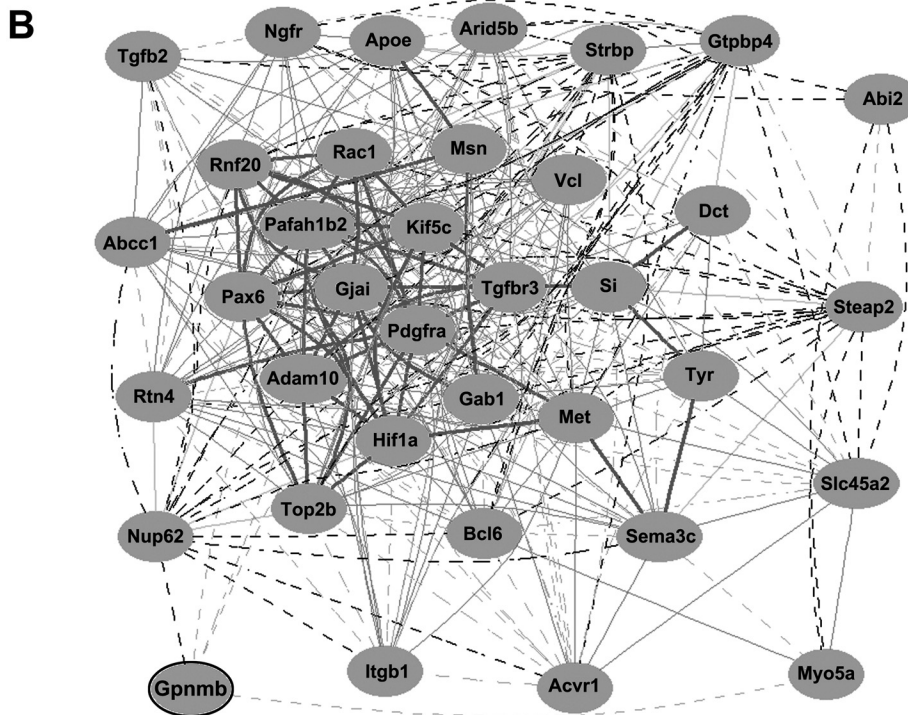 B
Ngfr
Arid5b
Apoe
Gtpbp4
Strbp
Tgfb2
Abi2
Msn
Rac1
Rnf20
Vcl
Dct
Pafah1b2
Kif5c
Abcc1
Tgfbr3
Si
Gjai
Pax6
Steap2
Pdgfra
Tyr
Adam10
Rtn4
Gab1
Met
Hif1a
Slc45a2
Top2b
Bcl6
Nup62
Sema3c
Itgb1
Myo5a
Acvr1
Gpnmb